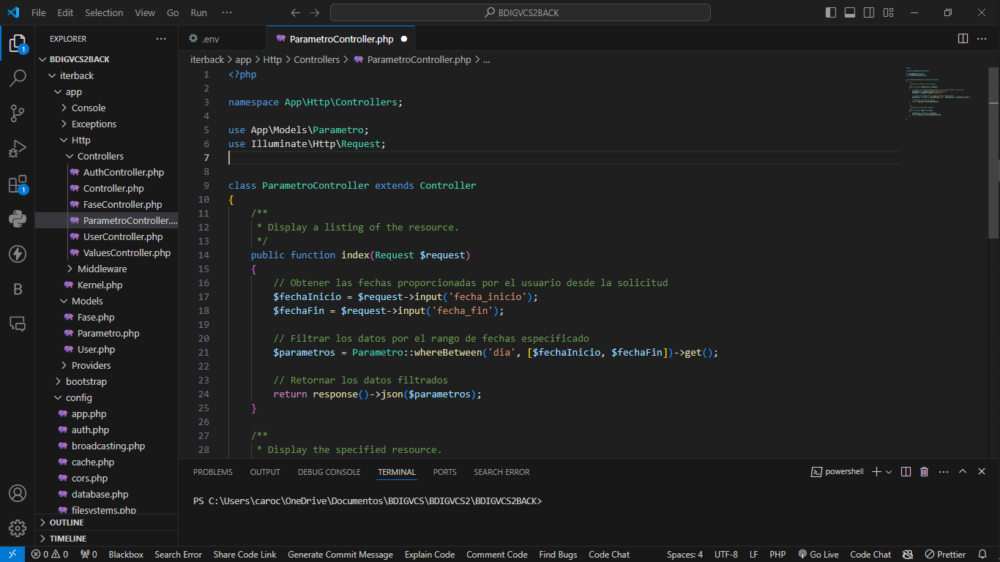 File Edit Selection View Go Run ··· BDIGVCS2BACK
EXPLORER ···
BDIGVCS2BACK
iterback
app
Console
Exceptions
Http
Controllers
AuthController.php
Controller.php
FaseController.php
ParametroController....
UserController.php
ValuesController.php
Middleware
Kernel.php
Models
Fase.php
Parametro.php
User.php
Providers
bootstrap
config
app.php
auth.php
broadcasting.php
cache.php
cors.php
database.php
filesystems.php
OUTLINE
TIMELINE
1
1
B
.env ParametroController.php
iterback > app > Http > Controllers > ParametroController.php > ...
1 <?php
2
3 namespace App\Http\Controllers;
4
5 use App\Models\Parametro;
6 use Illuminate\Http\Request;
7
8
9 class ParametroController extends Controller
10 {
11 /**
12 * Display a listing of the resource.
13 */
14 public function index(Request $request)
15 {
16 // Obtener las fechas proporcionadas por el usuario desde la solicitud
17 $fechaInicio = $request->input('fecha_inicio');
18 $fechaFin = $request->input('fecha_fin');
19
20 // Filtrar los datos por el rango de fechas especificado
21 $parametros = Parametro::whereBetween('dia', [$fechaInicio, $fechaFin])->get();
22
23 // Retornar los datos filtrados
24 return response()->json($parametros);
25 }
26
27 /**
28 * Display the specified resource.
PROBLEMS OUTPUT DEBUG CONSOLE TERMINAL PORTS SEARCH ERROR powershell
PS C:\Users\caroc\OneDrive\Documentos\BDIGVCS\BDIGVCS2\BDIGVCS2BACK>
0 0 0 Blackbox Search Error Share Code Link Generate Commit Message Explain Code Comment Code Find Bugs Code Chat Spaces: 4 UTF-8 LF PHP Go Live Code Chat Prettier